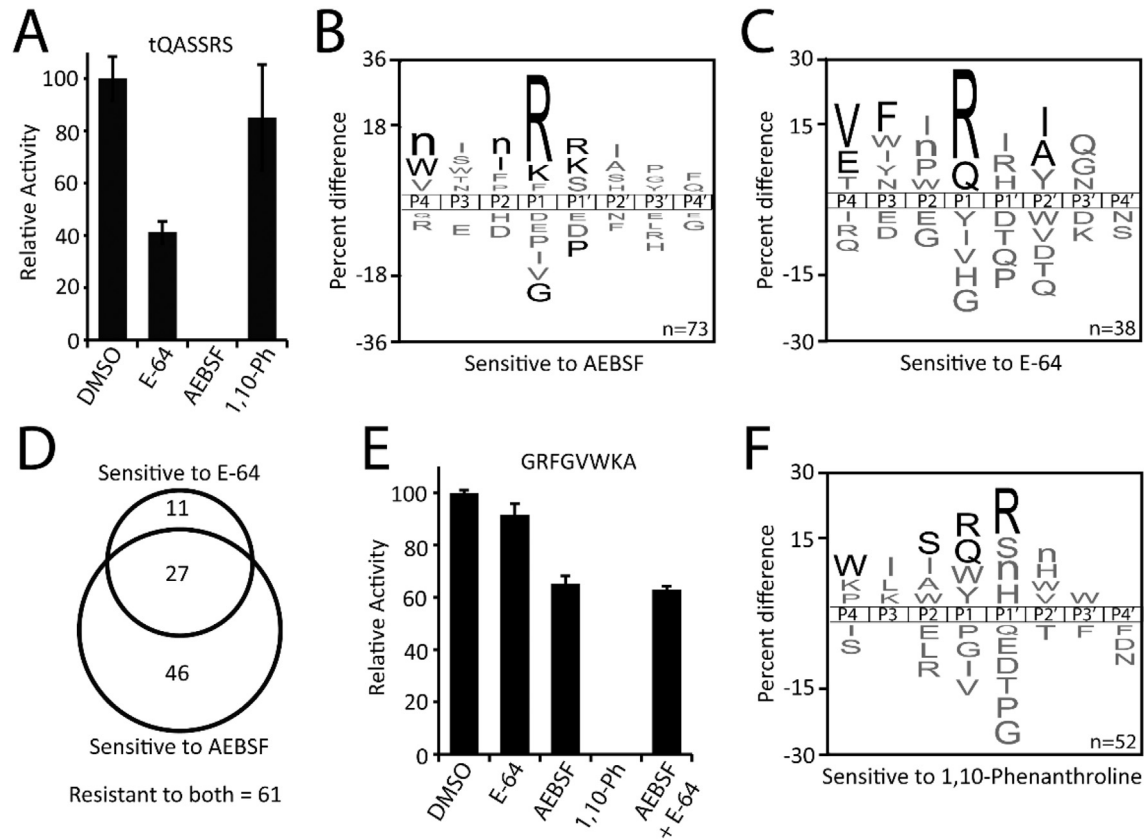 A
tQASSRS
Relative Activity
100
80
60
40
20
0
DMSO
E-64
AEBSF
1,10-Ph
B
Percent difference
36
18
-18
-36
n W V
I S W T N
n I F P
R K F
R K S
I A S H
P G Y
F Q
P4 P3 P2 P1 P1' P2' P3' P4'
E
H D
D E P I V G
E D P
N F
E L R H
F G
n=73
Sensitive to AEBSF
C
Percent difference
30
15
-15
-30
V E T
F W I Y N
I n P W
R Q
I R H
I A Y
Q G N
P4 P3 P2 P1 P1' P2' P3' P4'
I R Q
E D
E G
Y I V H G
D T Q P
W V D T Q
D K
N S
n=38
Sensitive to E-64
D
Sensitive to E-64
11
27
46
Sensitive to AEBSF
Resistant to both = 61
E
GRFGVWKA
Relative Activity
100
80
60
40
20
0
DMSO
E-64
AEBSF
1,10-Ph
AEBSF
+ E-64
F
Percent difference
30
15
-15
-30
W K P
I L K
S I A W
R Q W Y
R S n H
n H W V
W
P4 P3 P2 P1 P1' P2' P3' P4'
I S
E L R
P G I V
Q E D T P G
T
F
F D N
n=52
Sensitive to 1,10-Phenanthroline